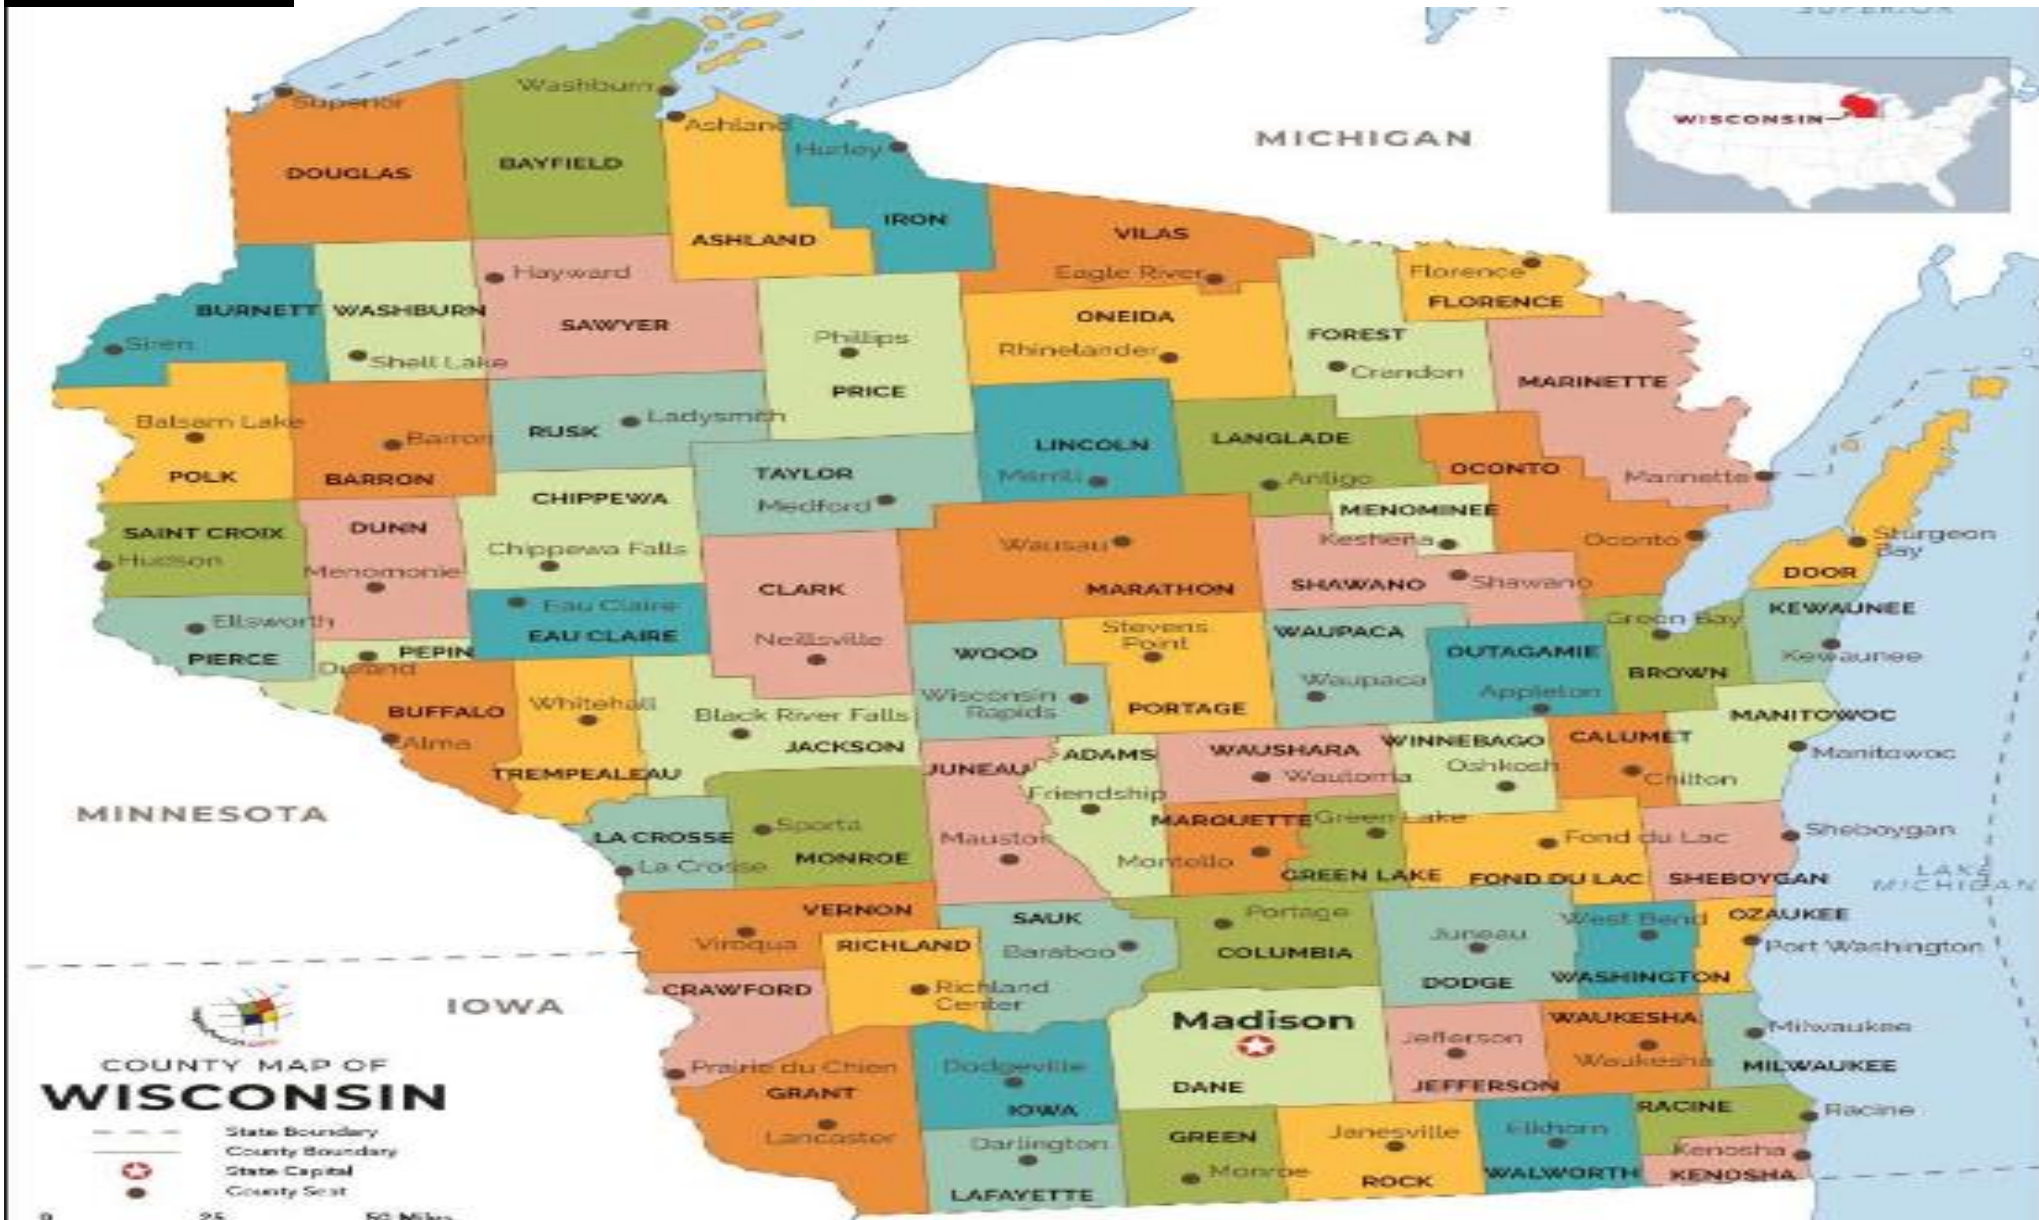 SUPERIOR
Washburn
Superior
Ashland
MICHIGAN
WISCONSIN
Hurley
DOUGLAS
BAYFIELD
IRON
ASHLAND
VILAS
Hayward
Eagle River
Florence
FLORENCE
BURNETT
WASHBURN
SAWYER
ONEIDA
FOREST
Siren
Shell Lake
Phillips
Rhinelander
Crandon
MARINETTE
PRICE
Balsam Lake
Barron
RUSK
Ladysmith
LINCOLN
LANGLADE
OCONTO
POLK
BARRON
TAYLOR
Merrill
Antigo
Marinette
CHIPPEWA
Medford
MENOMINEE
SAINT CROIX
DUNN
Chippewa Falls
Wausau
Keshena
Oconto
Sturgeon
Bay
Hudson
Menomonie
CLARK
MARATHON
SHAWANO
Shawano
DOOR
Ellsworth
Eau Claire
EAU CLAIRE
Neillsville
Stevens
Point
WAUPACA
Green Bay
KEWAUNEE
PIERCE
PEPIN
Durand
WOOD
OUTAGAMIE
BROWN
Kewaunee
BUFFALO
Whitehall
Black River Falls
Wisconsin
Rapids
PORTAGE
Waupaca
Appleton
MANITOWOC
Alma
JACKSON
TREMPEALEAU
JUNEAU
ADAMS
WAUSHARA
WINNEBAGO
CALUMET
Manitowoc
Wautoma
Oshkosh
Chilton
MINNESOTA
Friendship
LA CROSSE
Sparta
Mauston
MARQUETTE
Green Lake
Fond du Lac
Sheboygan
La Crosse
MONROE
Montello
GREEN LAKE
FOND DU LAC
SHEBOYGAN
LAKE
MICHIGAN
VERNON
SAUK
Portage
West Bend
OZAUKEE
Viroqua
RICHLAND
Baraboo
COLUMBIA
Juneau
Port Washington
CRAWFORD
Richland
Center
DODGE
WASHINGTON
IOWA
Madison
Jefferson
WAUKESHA
Waukesha
Milwaukee
MILWAUKEE
Prairie du Chien
Dodgeville
DANE
JEFFERSON
GRANT
IOWA
RACINE
Racine
Lancaster
Darlington
GREEN
Janesville
Elkhorn
Kenosha
LAFAYETTE
Monroe
ROCK
WALWORTH
KENOSHA
COUNTY MAP OF
WISCONSIN
State Boundary
County Boundary
State Capital
County Seat
0 25 50 Miles